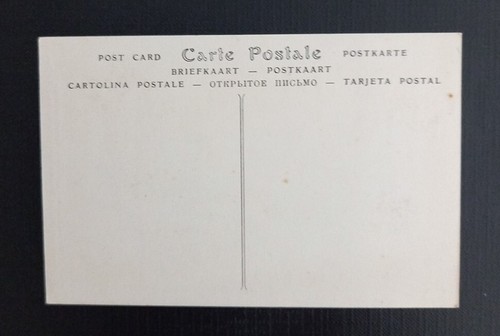 POST CARD Carte Postale POSTKARTE
BRIEFKAART — POSTKAART
CARTOLINA POSTALE — ОТКРЫТОЕ ПИСЬМО — TARJETA POSTAL